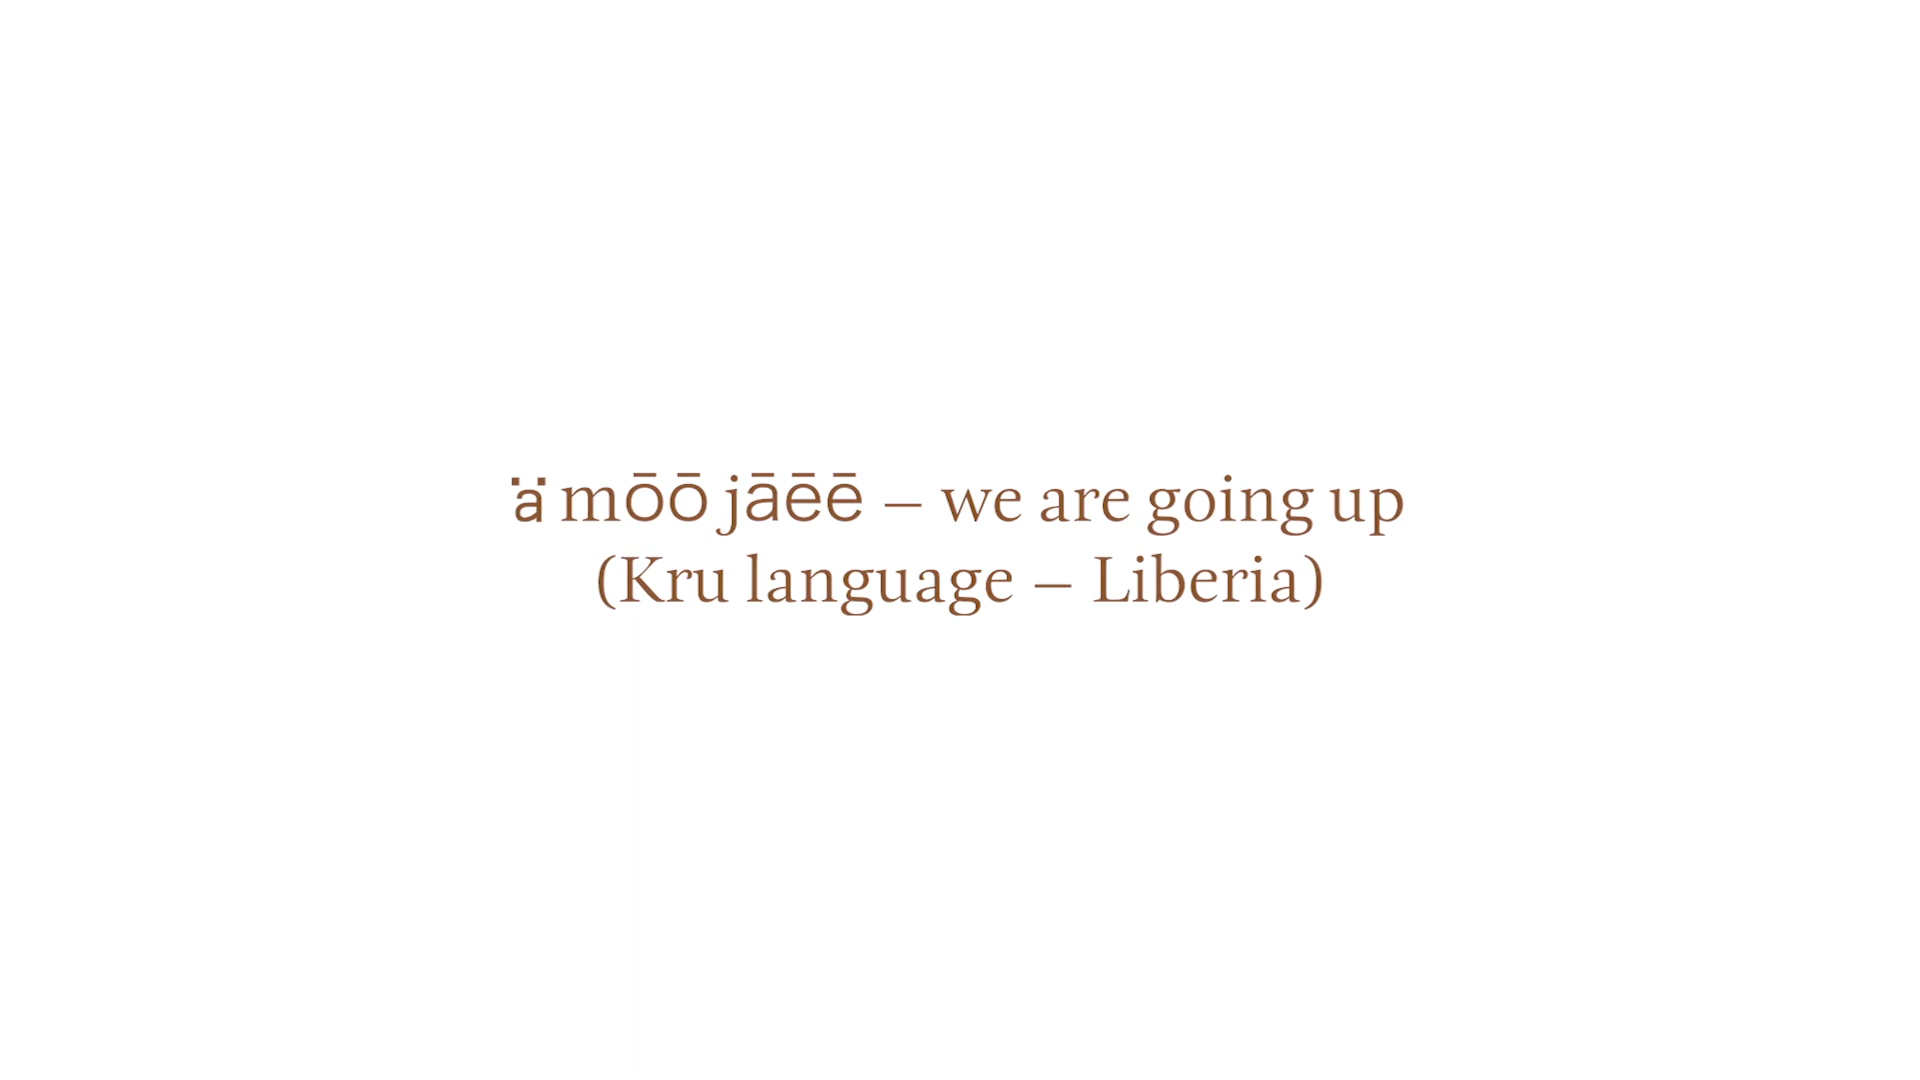 ä mōō jāēē – we are going up
(Kru language – Liberia)